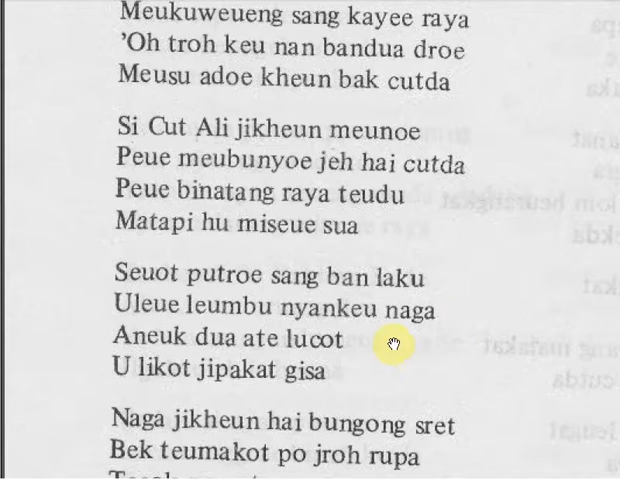 Meukuweueng sang kayee raya
'Oh troh keu nan bandua droe
Meusu adoe kheun bak cutda
Si Cut Ali jikheun meunoe
Peue meubunyoe jeh hai cutda
Peue binatang raya teudu
Matapi hu miseue sua
Seuot putroe sang ban laku
Uleue leumbu nyankeu naga
Aneuk dua ate lucot
U likot jipakat gisa
Naga jikheun hai bungong sret
Bek teumakot po jroh rupa